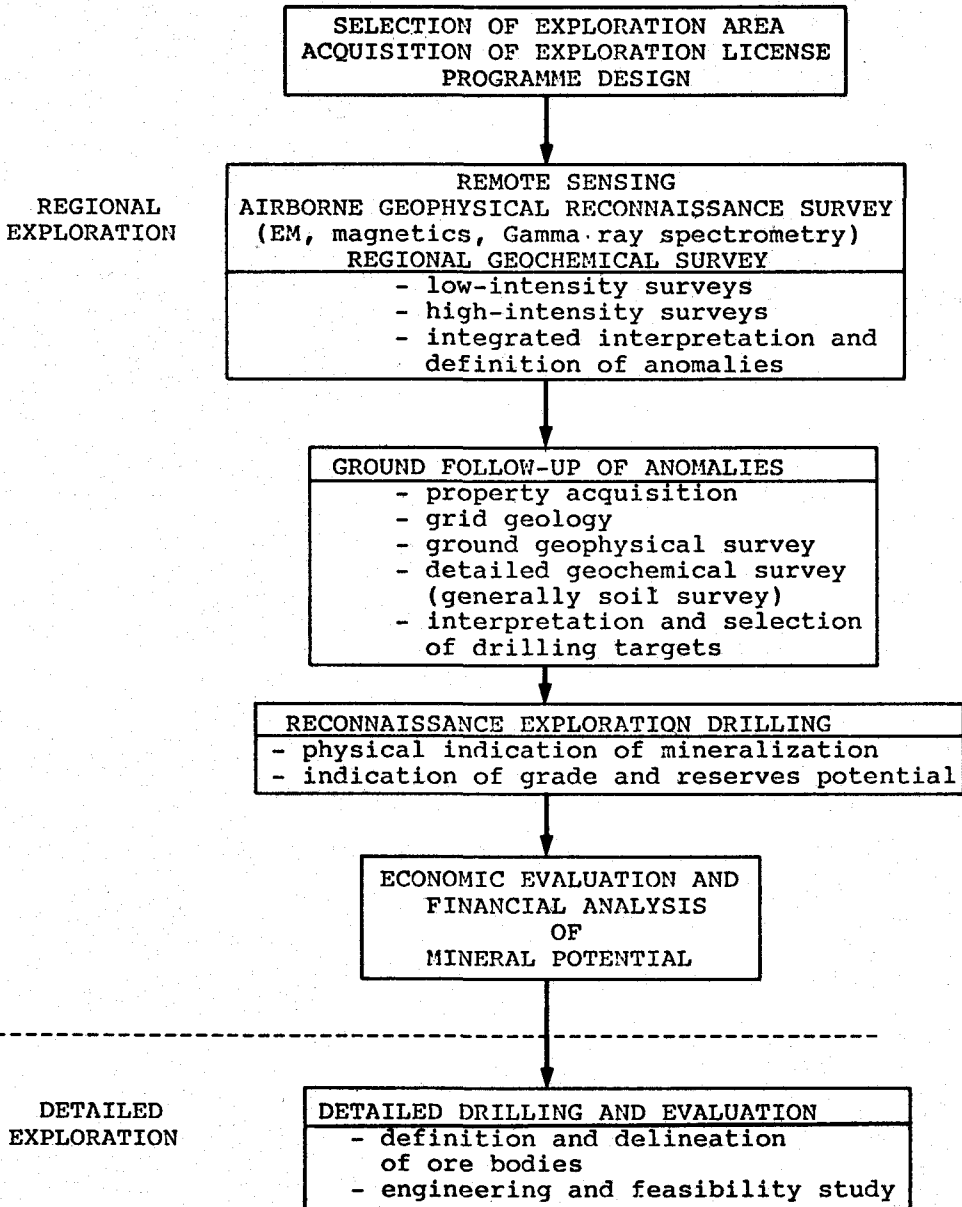 SELECTION OF EXPLORATION AREA
ACQUISITION OF EXPLORATION LICENSE
PROGRAMME DESIGN
REGIONAL
EXPLORATION
REMOTE SENSING
AIRBORNE GEOPHYSICAL RECONNAISSANCE SURVEY
(EM, magnetics, Gamma ray spectrometry)
REGIONAL GEOCHEMICAL SURVEY
- low-intensity surveys
- high-intensity surveys
- integrated interpretation and
definition of anomalies
GROUND FOLLOW-UP OF ANOMALIES
- property acquisition
- grid geology
- ground geophysical survey
- detailed geochemical survey
(generally soil survey)
- interpretation and selection
of drilling targets
RECONNAISSANCE EXPLORATION DRILLING
- physical indication of mineralization
- indication of grade and reserves potential
ECONOMIC EVALUATION AND
FINANCIAL ANALYSIS
OF
MINERAL POTENTIAL
DETAILED
EXPLORATION
DETAILED DRILLING AND EVALUATION
- definition and delineation
of ore bodies
- engineering and feasibility study